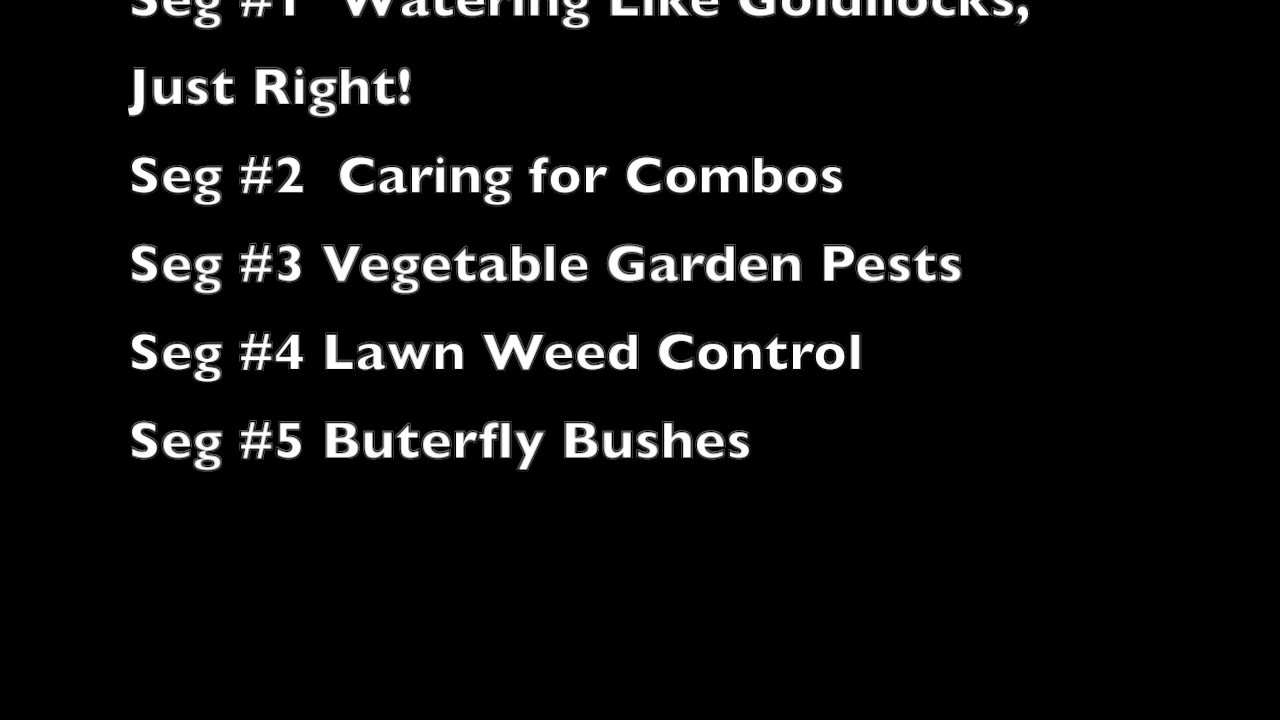 Seg #1 Watering Like Goldilocks,
Just Right!
Seg #2 Caring for Combos
Seg #3 Vegetable Garden Pests
Seg #4 Lawn Weed Control
Seg #5 Buterfly Bushes